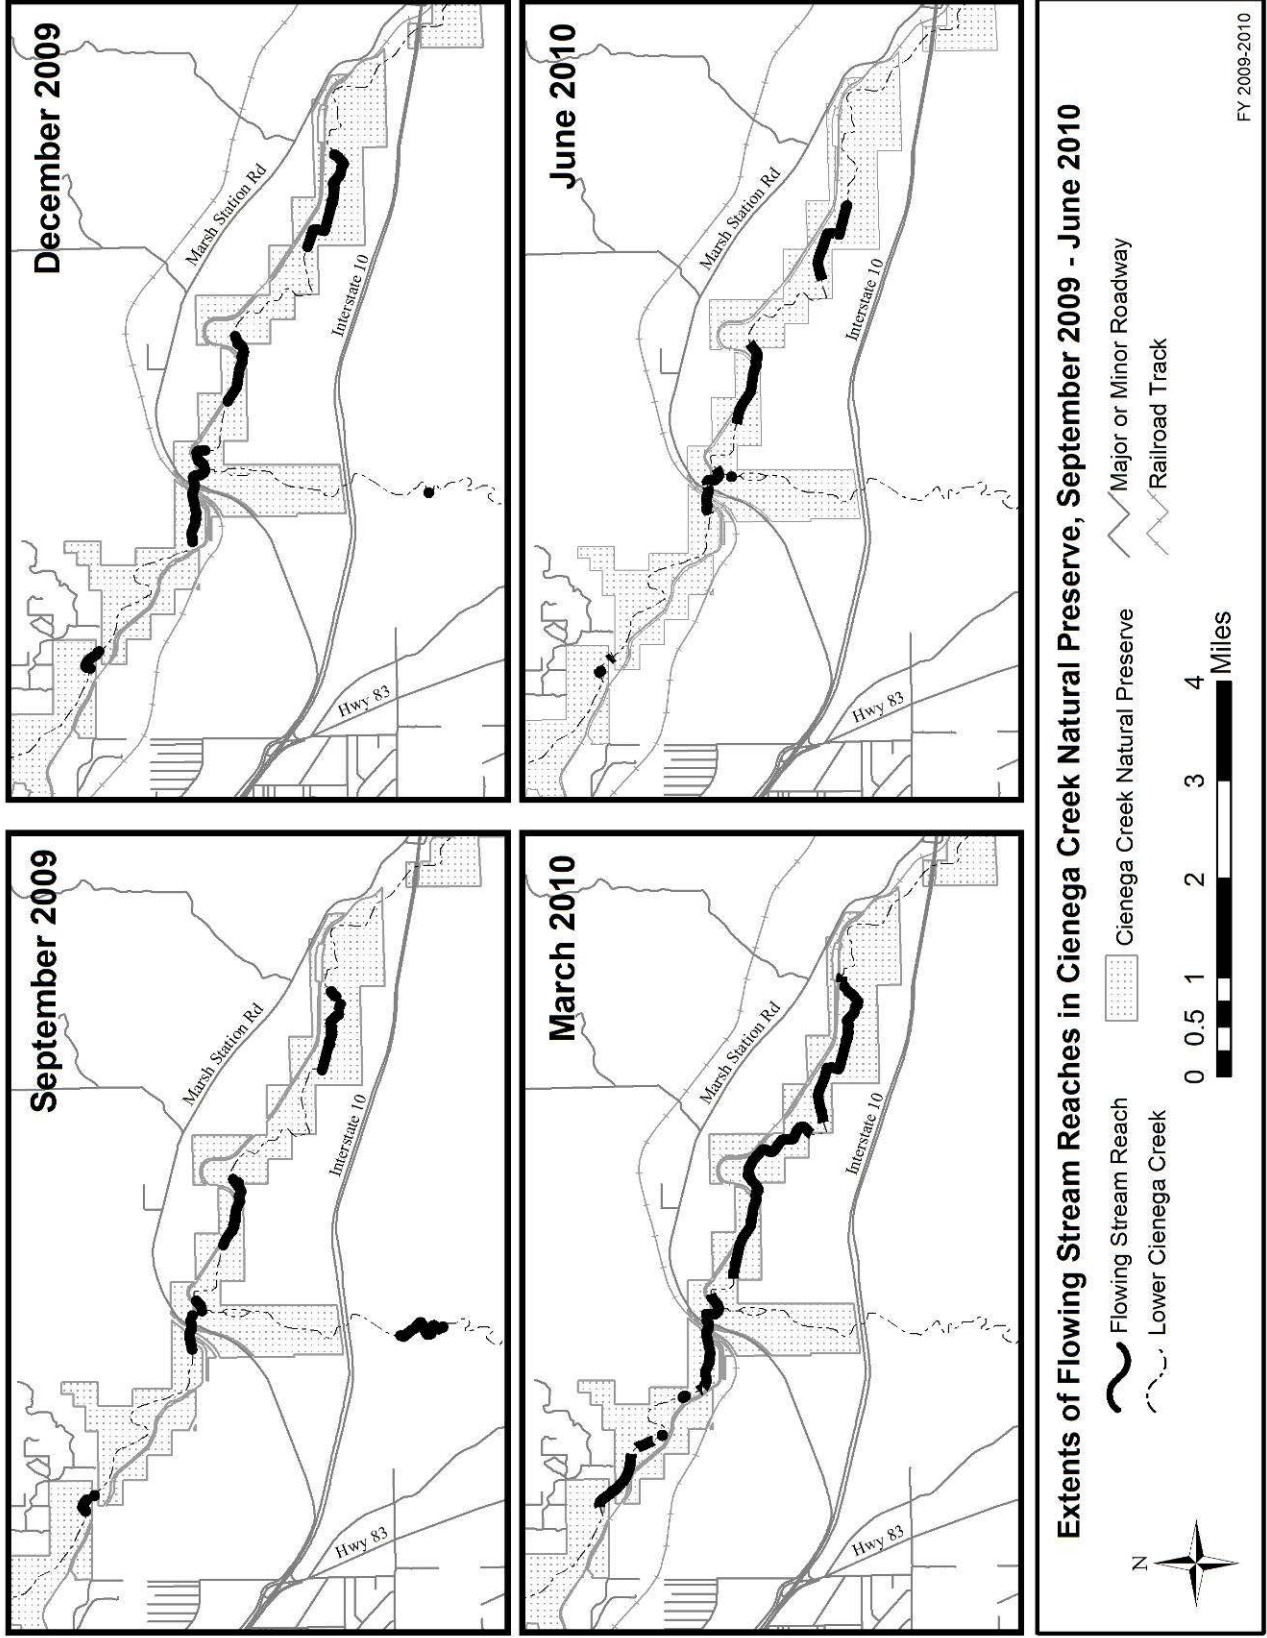 September 2009
Marsh Station Rd
Interstate 10
Hwy 83
December 2009
Marsh Station Rd
Interstate 10
Hwy 83
March 2010
Marsh Station Rd
Interstate 10
Hwy 83
June 2010
Marsh Station Rd
Interstate 10
Hwy 83
Extents of Flowing Stream Reaches in Cienega Creek Natural Preserve, September 2009 - June 2010
N
Flowing Stream Reach
Lower Cienega Creek
Cienega Creek Natural Preserve
Major or Minor Roadway
Railroad Track
0 0.5 1 2 3 4
Miles
FY 2009-2010